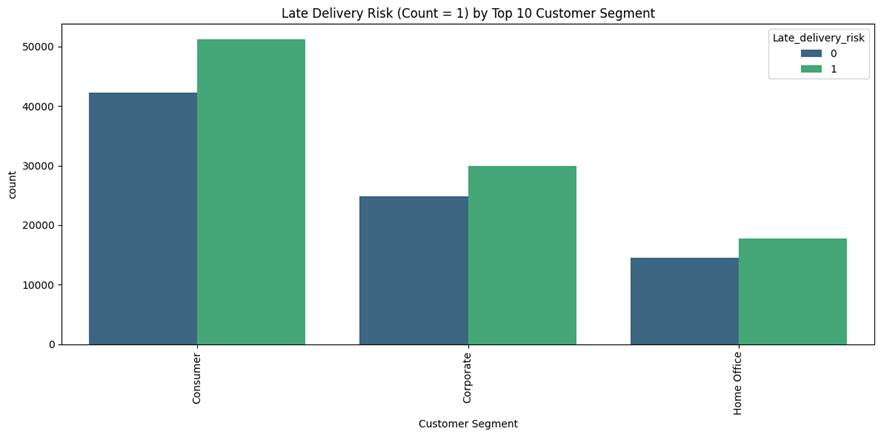 Late Delivery Risk (Count = 1) by Top 10 Customer Segment
Late_delivery_risk
0
1
50000
40000
30000
20000
10000
0
count
Consumer
Corporate
Home Office
Customer Segment